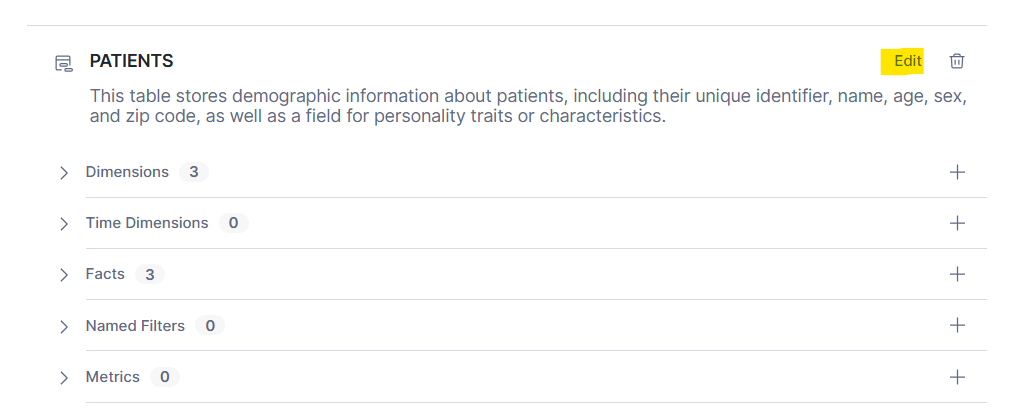 PATIENTS
Edit
This table stores demographic information about patients, including their unique identifier, name, age, sex,
and zip code, as well as a field for personality traits or characteristics.
Dimensions 3
Time Dimensions 0
Facts 3
Named Filters 0
Metrics 0